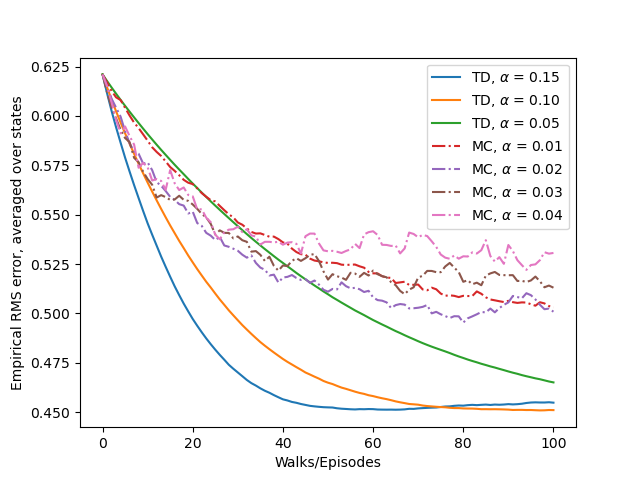 0.625
0.600
0.575
0.550
0.525
0.500
0.475
0.450
Empirical RMS error, averaged over states
0
20
40
60
80
100
Walks/Episodes
TD, α = 0.15
TD, α = 0.10
TD, α = 0.05
MC, α = 0.01
MC, α = 0.02
MC, α = 0.03
MC, α = 0.04